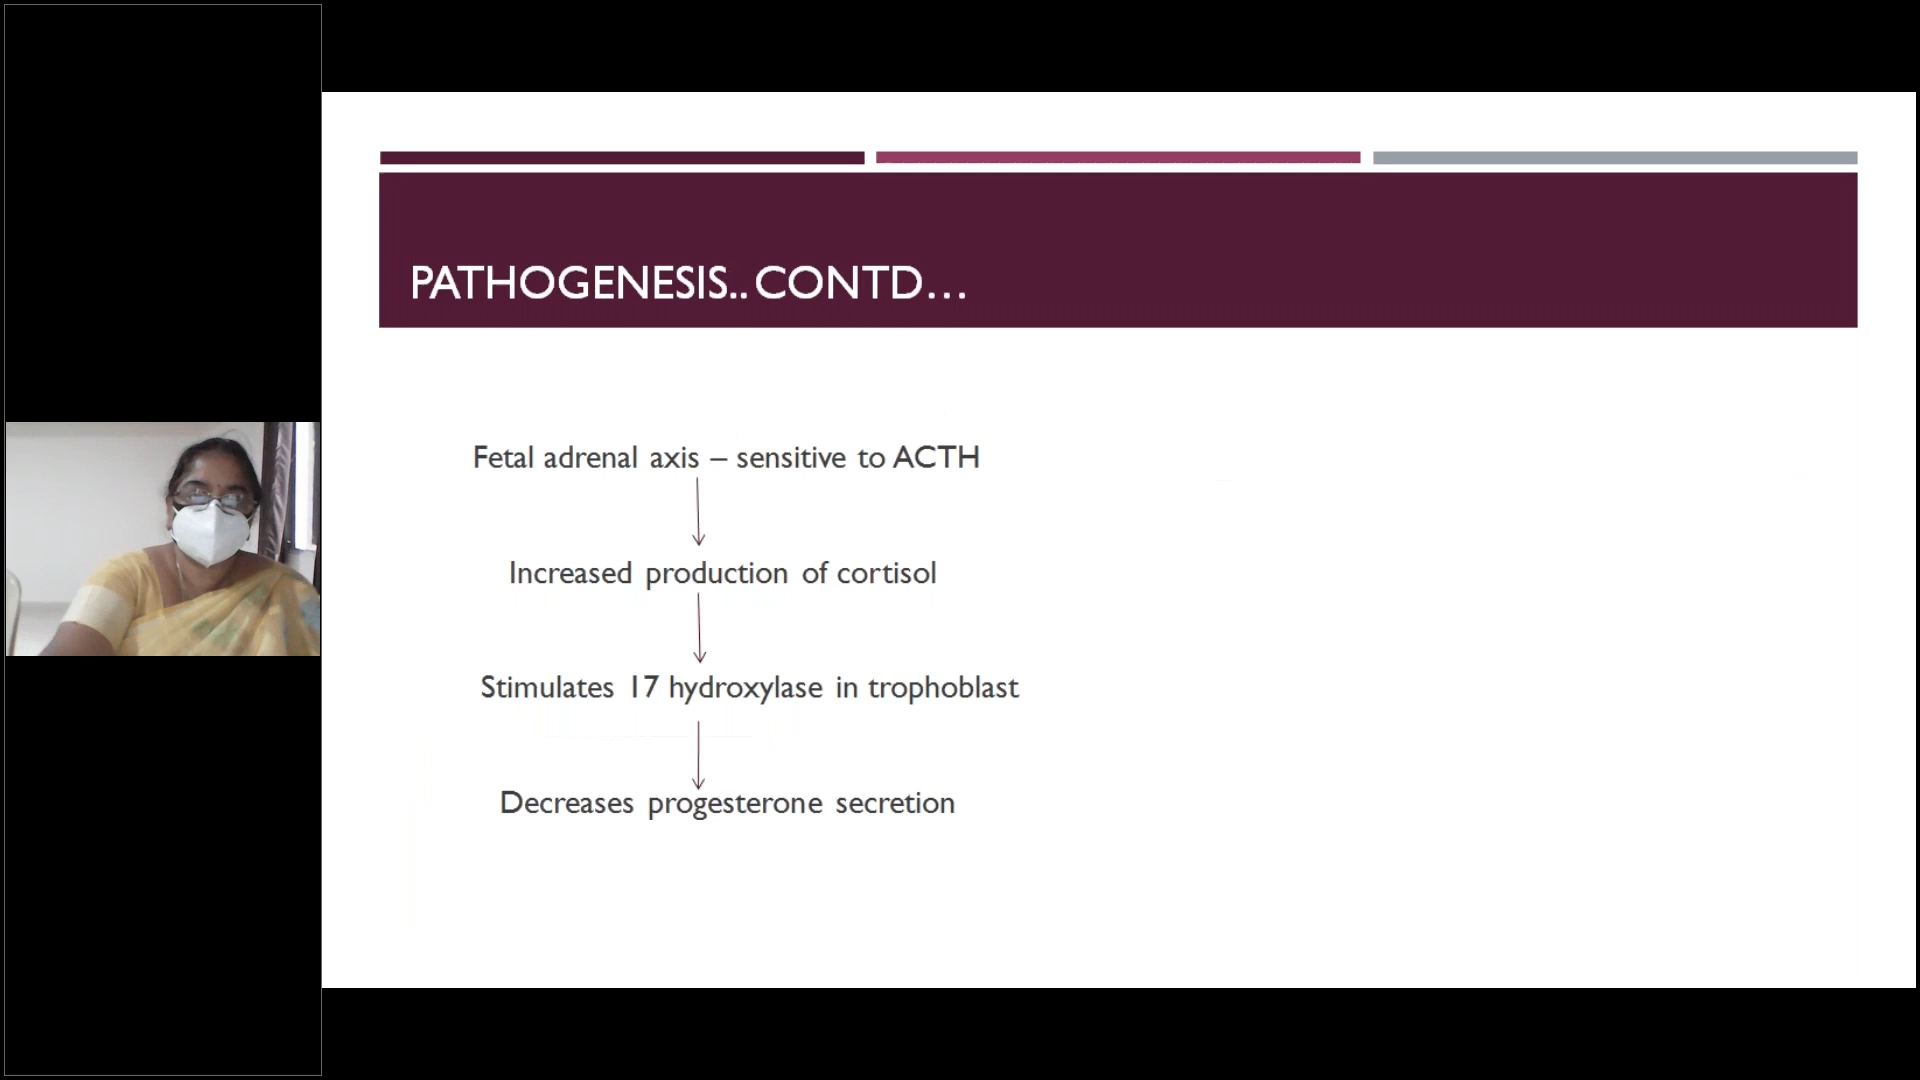 PATHOGENESIS..CONTD...
Fetal adrenal axis – sensitive to ACTH
Increased production of cortisol
Stimulates 17 hydroxylase in trophoblast
Decreases progesterone secretion